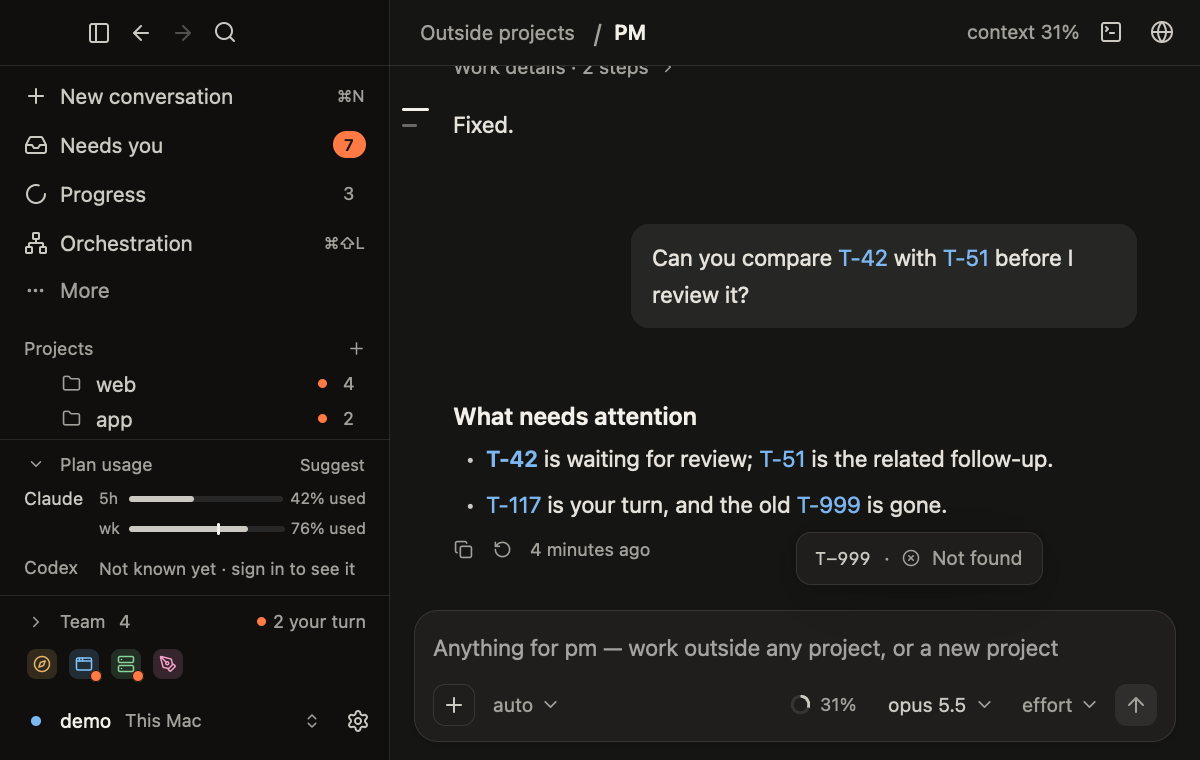 Outside projects / PM
context 31%
New conversation ⌘N
Needs you 7
Progress 3
Orchestration ⌘⇧L
More
Projects
web 4
app 2
Plan usage Suggest
Claude 5h 42% used
wk 76% used
Codex Not known yet · sign in to see it
Team 4 2 your turn
demo This Mac
Work details · 2 steps
Fixed.
Can you compare T-42 with T-51 before I
review it?
What needs attention
• T-42 is waiting for review; T-51 is the related follow-up.
• T-117 is your turn, and the old T-999 is gone.
4 minutes ago
T–999 · Not found
Anything for pm — work outside any project, or a new project
auto 31% opus 5.5 effort